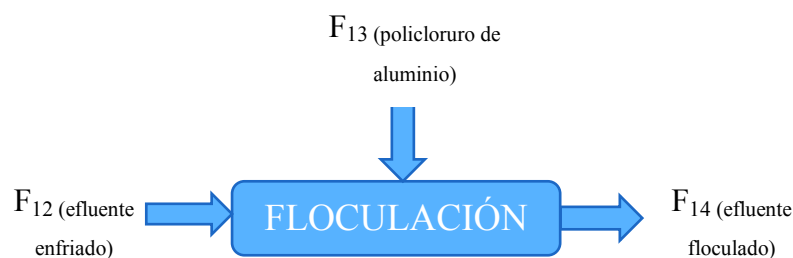 F13 (policloruro de
aluminio)
F12 (efluente
enfriado)
FLOCULACIÓN
F14 (efluente
floculado)